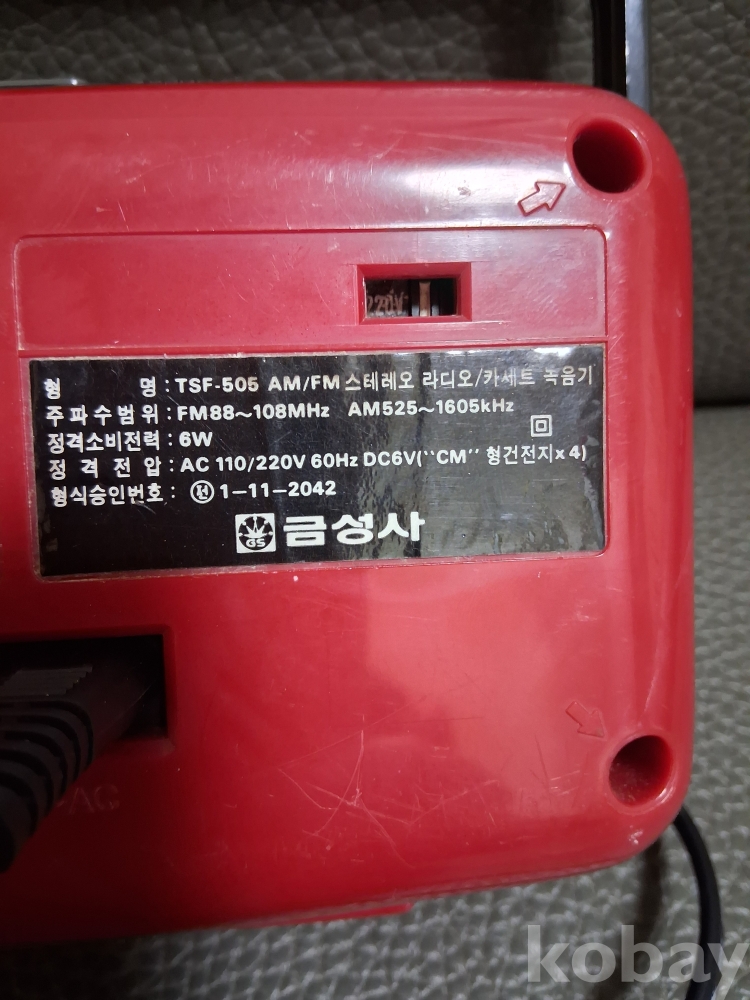 220V
형 명 : TSF-505 AM/FM 스테레오 라디오/카세트 녹음기
주파수범위 : FM88~108MHz AM525~1605kHz
정격소비전력 : 6W
정격전압 : AC 110/220V 60Hz DC6V("CM" 형건전지x4)
형식승인번호 : 전 1-11-2042
GS 금성사
AC
kobay